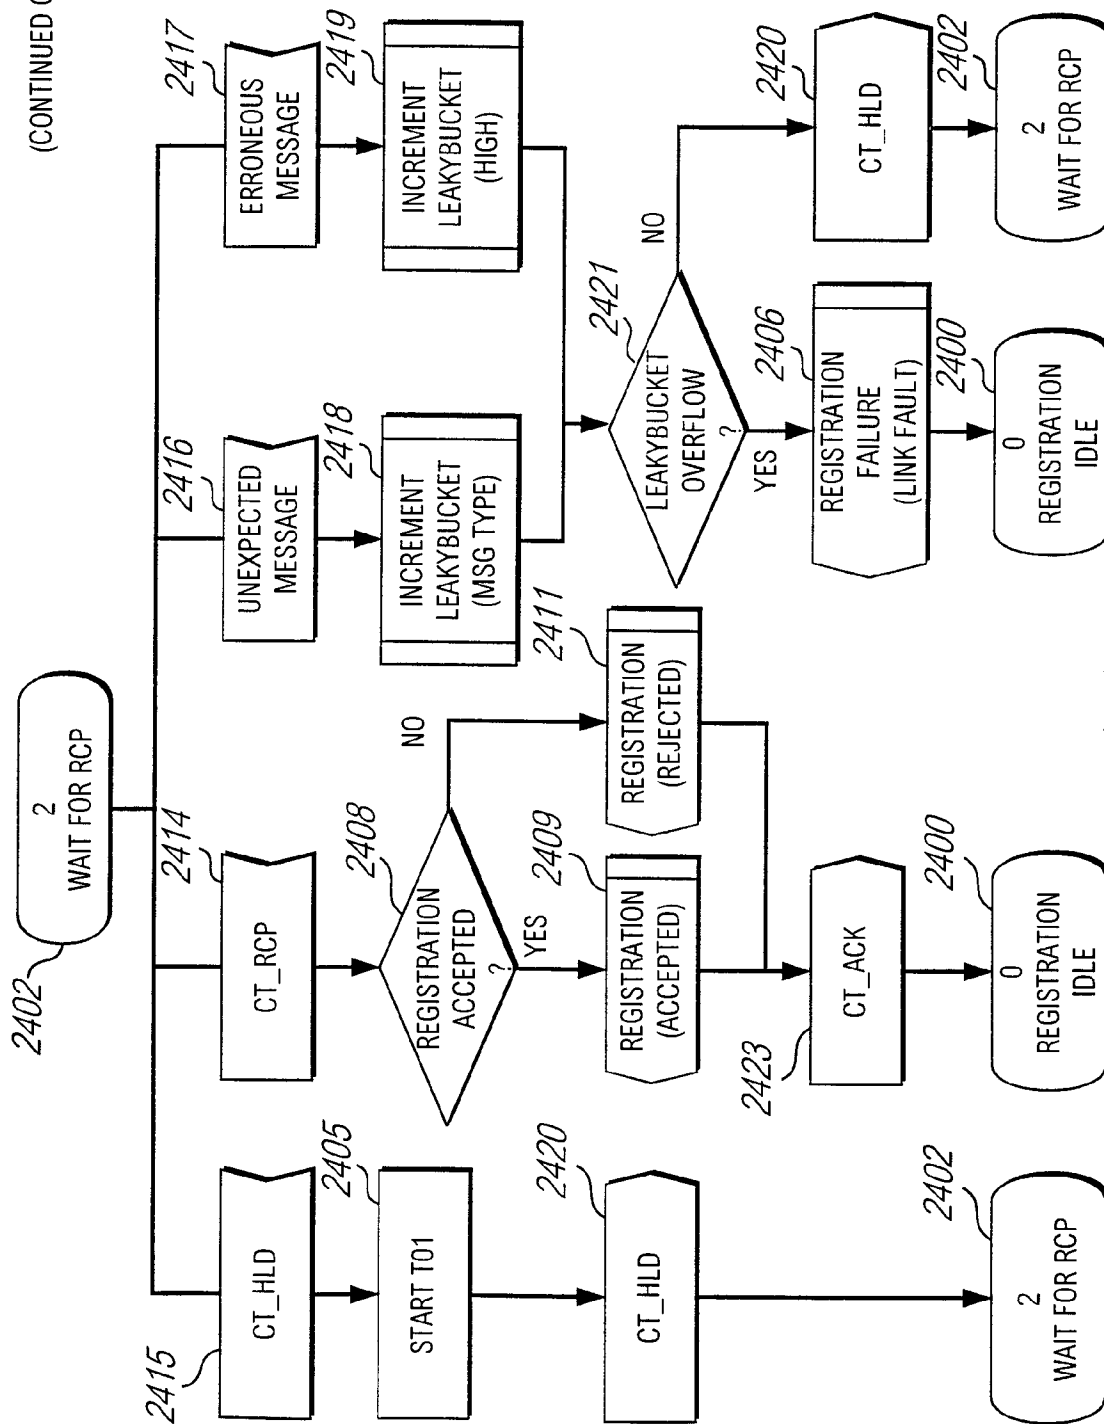 (CONTINUED
2402
2
WAIT FOR RCP
2415
CT_HLD
2405
START T01
2420
CT_HLD
2402
2
WAIT FOR RCP
2414
CT_RCP
2408
REGISTRATION
ACCEPTED
?
YES
NO
2409
REGISTRATION
(ACCEPTED)
2411
REGISTRATION
(REJECTED)
2423
CT_ACK
2400
0
REGISTRATION
IDLE
2416
UNEXPECTED
MESSAGE
2418
INCREMENT
LEAKYBUCKET
(MSG TYPE)
2417
ERRONEOUS
MESSAGE
2419
INCREMENT
LEAKYBUCKET
(HIGH)
2421
LEAKYBUCKET
OVERFLOW
?
YES
NO
2406
REGISTRATION
FAILURE
(LINK FAULT)
2400
0
REGISTRATION
IDLE
2420
CT_HLD
2402
2
WAIT FOR RCP